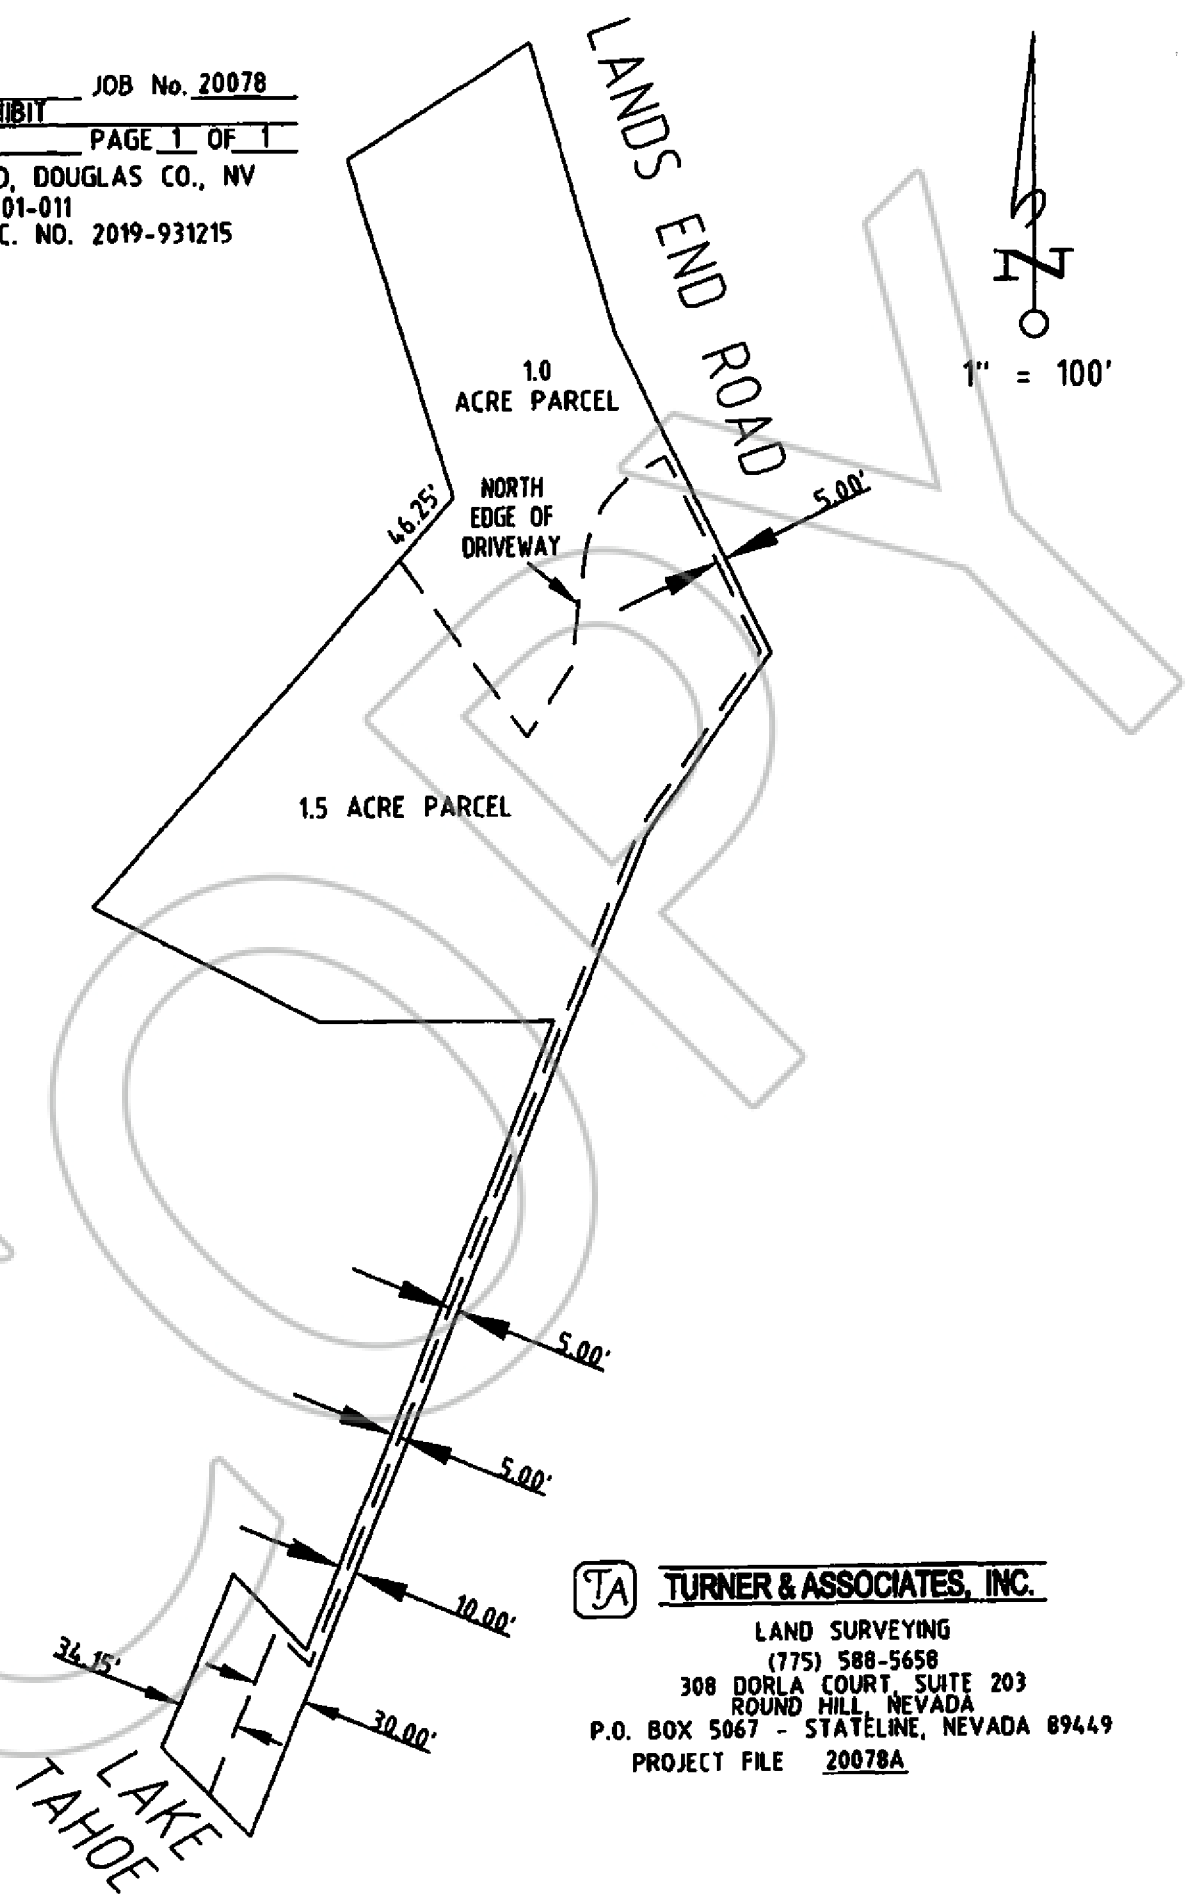 JOB No. 20078
PAGE 1 OF 1
DOUGLAS CO., NV
01-011
NO. 2019-931215
LANDS END ROAD
N
1" = 100'
1.0
ACRE PARCEL
46.25'
NORTH
EDGE OF
DRIVEWAY
5.00'
1.5 ACRE PARCEL
5.00'
5.00'
10.00'
34.15'
30.00'
LAKE
TAHOE
COPY
TA
TURNER & ASSOCIATES, INC.
LAND SURVEYING
(775) 588-5658
308 DORLA COURT, SUITE 203
ROUND HILL, NEVADA
P.O. BOX 5067 - STATELINE, NEVADA 89449
PROJECT FILE 20078A